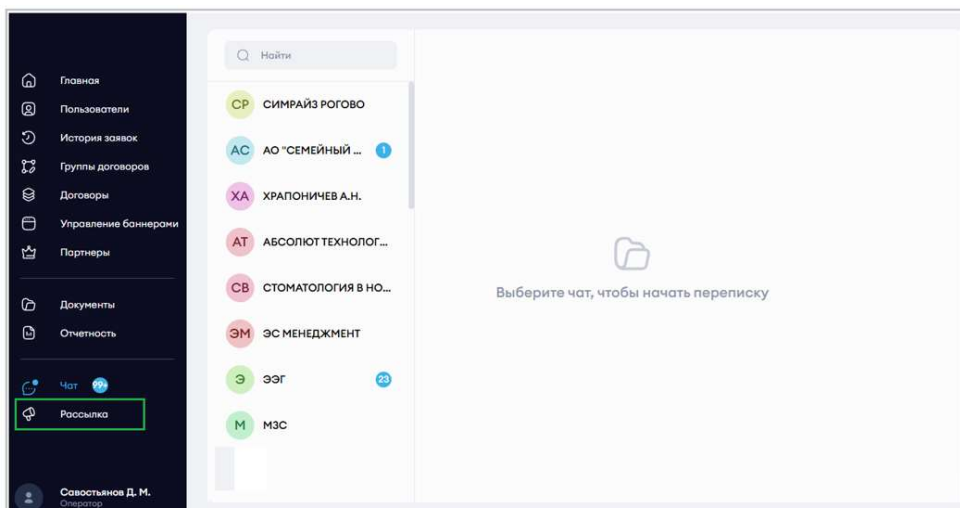 Главная
Пользователи
История заявок
Группы договоров
Договоры
Управление баннерами
Партнеры
Документы
Отчетность
Чат 99+
Рассылка
Савостьянов Д. М.
Оператор
Найти
СР СИМРАЙЗ РОГОВО
АС АО "СЕМЕЙНЫЙ ... 1
ХА ХРАПОНИЧЕВ А.Н.
АТ АБСОЛЮТ ТЕХНОЛОГ...
СВ СТОМАТОЛОГИЯ В НО...
ЭМ ЭС МЕНЕДЖМЕНТ
Э ЭЭГ 23
М МЗС
Выберите чат, чтобы начать переписку